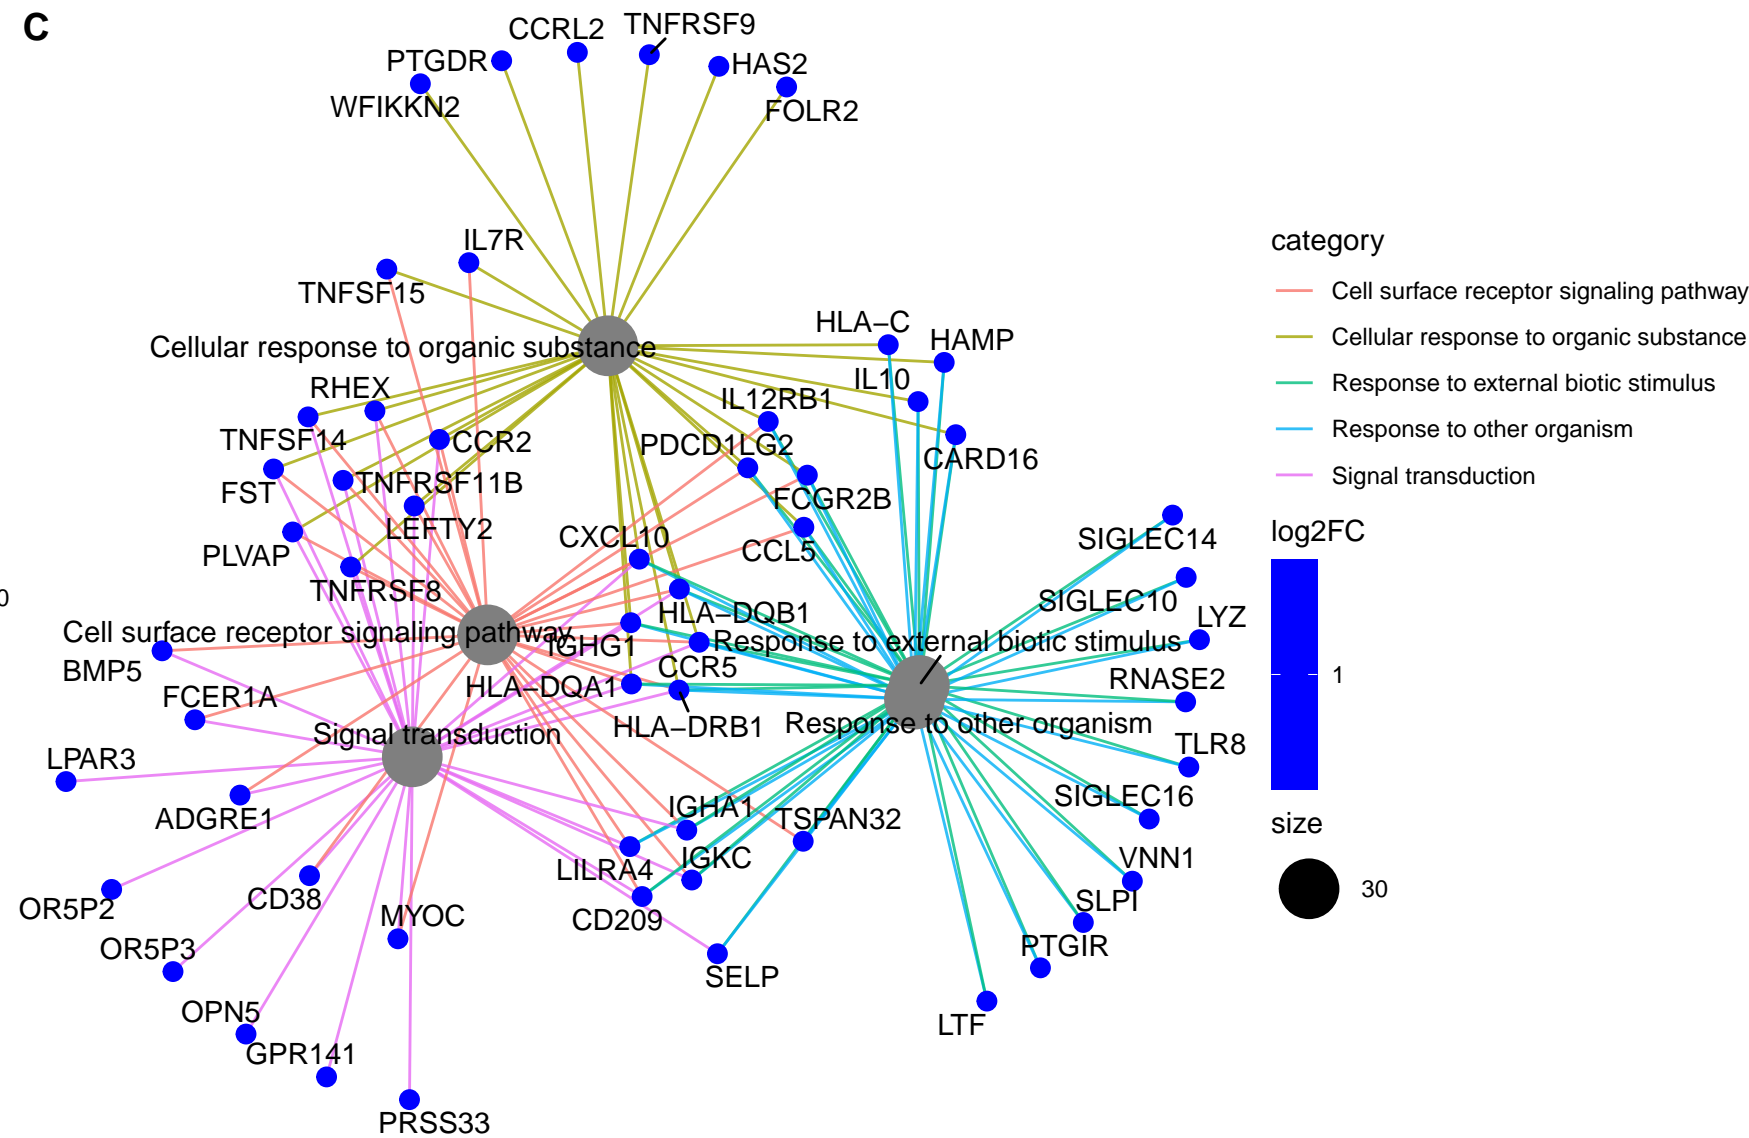 C
CCRL2
TNFRSF9
PTGDR
HAS2
WFIKKN2
FOLR2
IL7R
TNFSF15
HLA−C
HAMP
Cellular response to organic substance
IL10
RHEX
IL12RB1
TNFSF14
CCR2
PDCD1LG2
CARD16
FST
TNFRSF11B
FCGR2B
LEFTY2
CXCL10
CCL5
PLVAP
SIGLEC14
TNFRSF8
0
HLA−DQB1
SIGLEC10
LYZ
Cell surface receptor signaling pathway
IGHG1
Response to external biotic stimulus
BMP5
CCR5
FCER1A
HLA−DQA1
RNASE2
HLA−DRB1
Response to other organism
Signal transduction
TLR8
LPAR3
SIGLEC16
ADGRE1
IGHA1
TSPAN32
VNN1
LILRA4
IGKC
CD38
SLPI
OR5P2
MYOC
CD209
PTGIR
OR5P3
SELP
OPN5
LTF
GPR141
PRSS33
category
Cell surface receptor signaling pathway
Cellular response to organic substance
Response to external biotic stimulus
Response to other organism
Signal transduction
log2FC
1
size
30